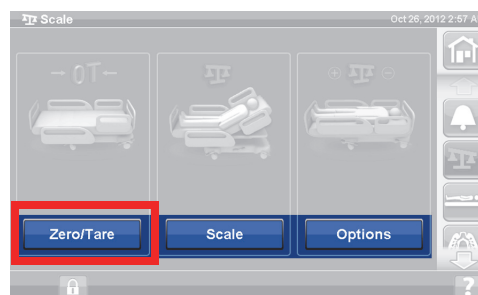 Scale
Oct 26, 2012 2:57 A
→ 0T ←
Zero/Tare
Scale
Options
?